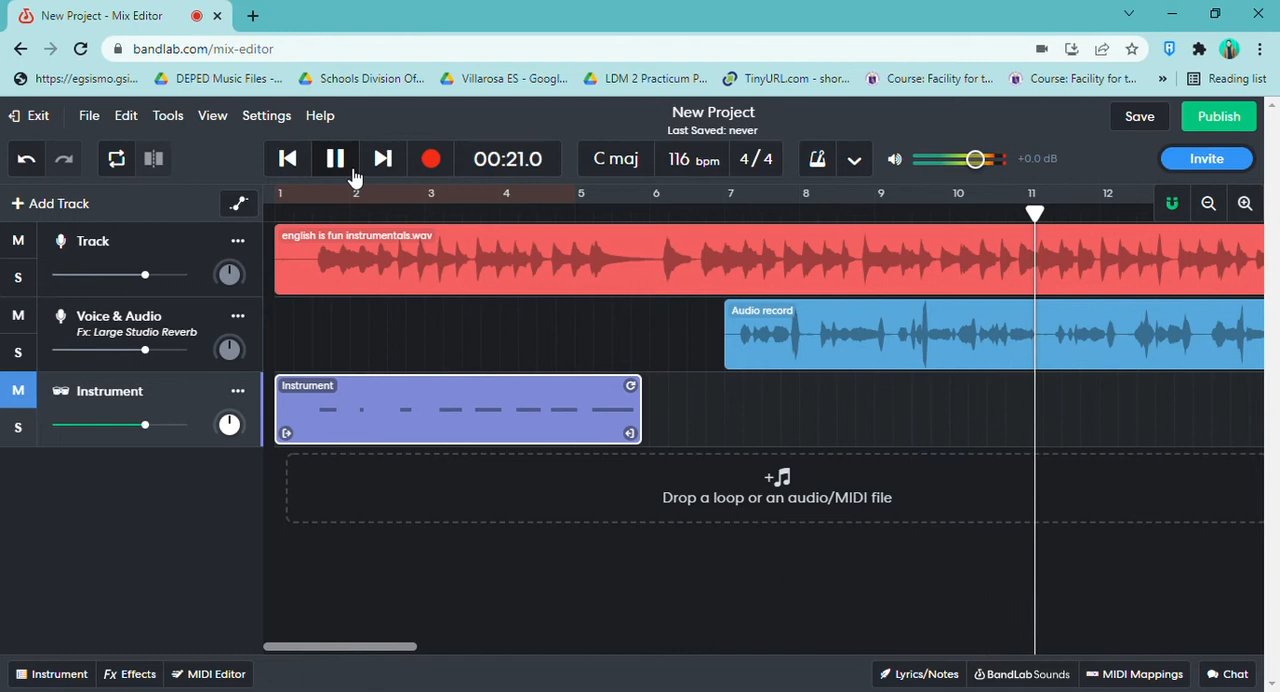 New Project - Mix Editor
bandlab.com/mix-editor
https://egsismo.gsi...
DEPED Music Files -...
Schools Division Of...
Villarosa ES - Googl...
LDM 2 Practicum P...
TinyURL.com - shor...
Course: Facility for t...
Course: Facility for t...
»
Reading list
Exit
File
Edit
Tools
View
Settings
Help
New Project
Last Saved: never
Save
Publish
00:21.0
C maj
116 bpm
4/4
+0.0 dB
Invite
+ Add Track
1 2 3 4 5 6 7 8 9 10 11 12
M
Track
S
english is fun instrumentals.wav
M
Voice & Audio
Fx: Large Studio Reverb
S
Audio record
M
Instrument
S
Instrument
Drop a loop or an audio/MIDI file
Instrument
Fx Effects
MIDI Editor
Lyrics/Notes
BandLab Sounds
MIDI Mappings
Chat